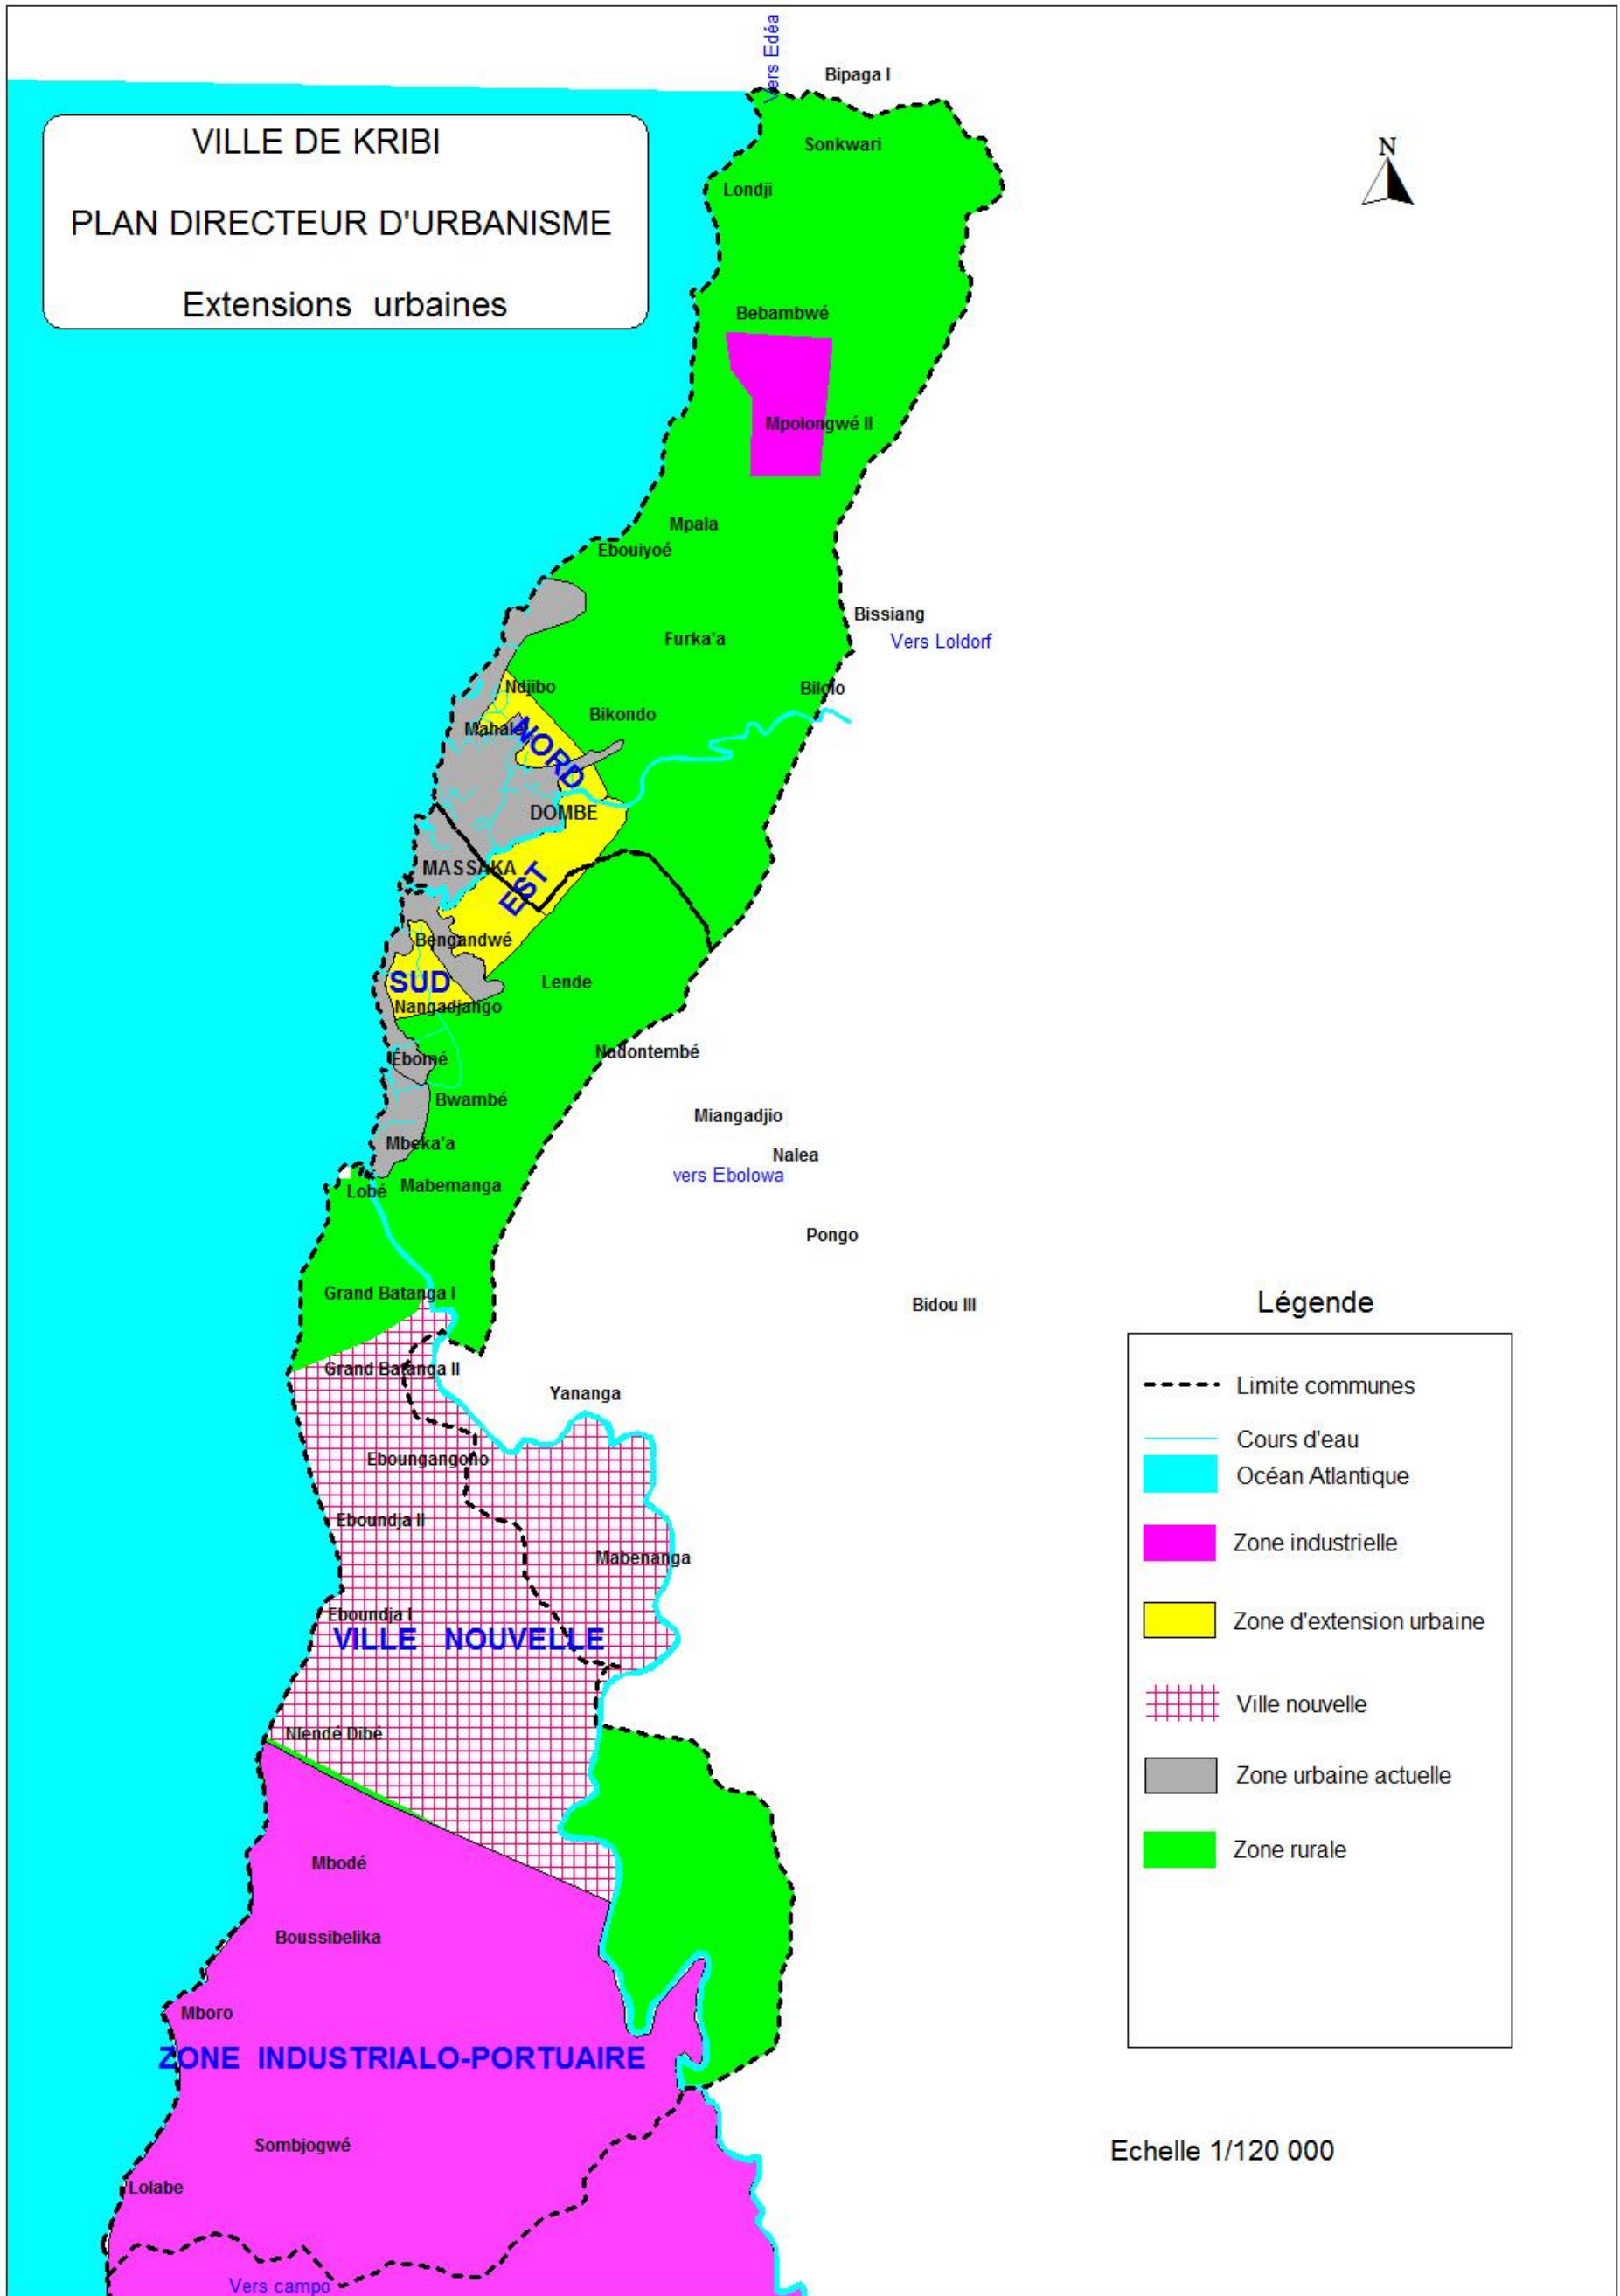 Vers Edéa
Bipaga I
VILLE DE KRIBI
PLAN DIRECTEUR D'URBANISME
Extensions urbaines
Sonkwari
N
Londji
Bebambwé
Mpolongwé II
Mpala
Ebouiyoé
Bissiang
Furka'a
Vers Loldorf
Ndjibo
Bilolo
Bikondo
Mahale
NORD
DOMBE
MASSAKA
EST
Bengandwé
SUD
Lende
Nangadjango
Nadontembé
Ebomé
Bwambé
Miangadjio
Mbeka'a
Nalea
vers Ebolowa
Lobé
Mabemanga
Pongo
Grand Batanga I
Bidou III
Légende
Grand Batanga II
Limite communes
Yananga
Cours d'eau
Eboungangono
Océan Atlantique
Eboundja II
Zone industrielle
Mabenanga
Eboundja I
Zone d'extension urbaine
VILLE NOUVELLE
Ville nouvelle
Nlendé Dibé
Zone urbaine actuelle
Zone rurale
Mbodé
Boussibelika
Mboro
ZONE INDUSTRIALO-PORTUAIRE
Sombjogwé
Echelle 1/120 000
Lolabe
Vers campo